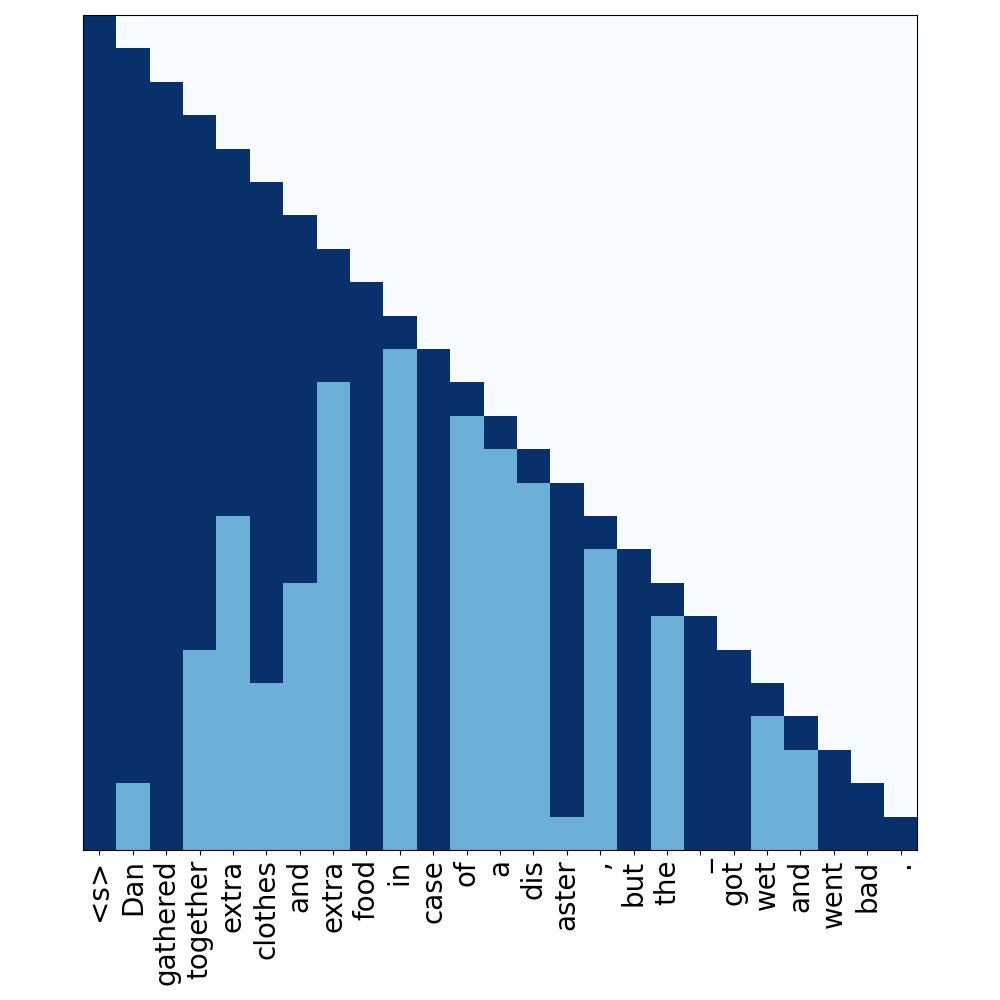 <s> Dan gathered together extra clothes and extra food in case of a dis aster , but the _ got wet and went bad .